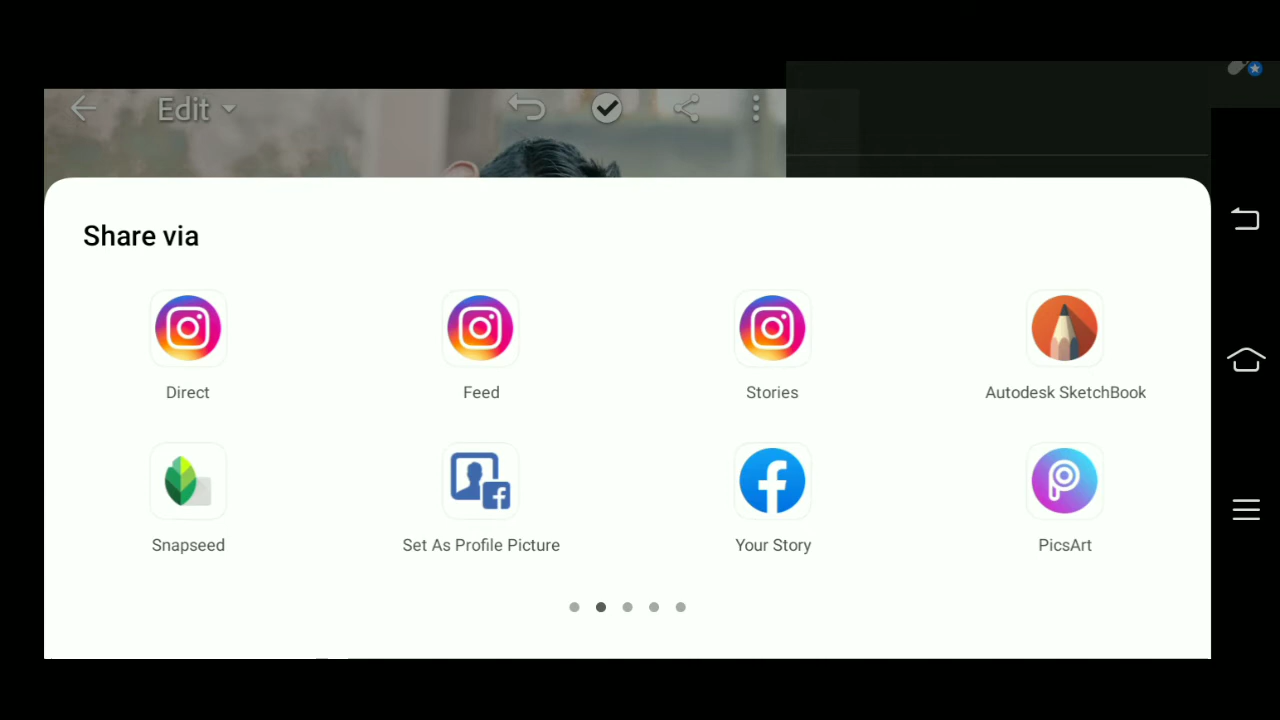 Edit
Share via
Direct
Feed
Stories
Autodesk SketchBook
Snapseed
Set As Profile Picture
Your Story
PicsArt